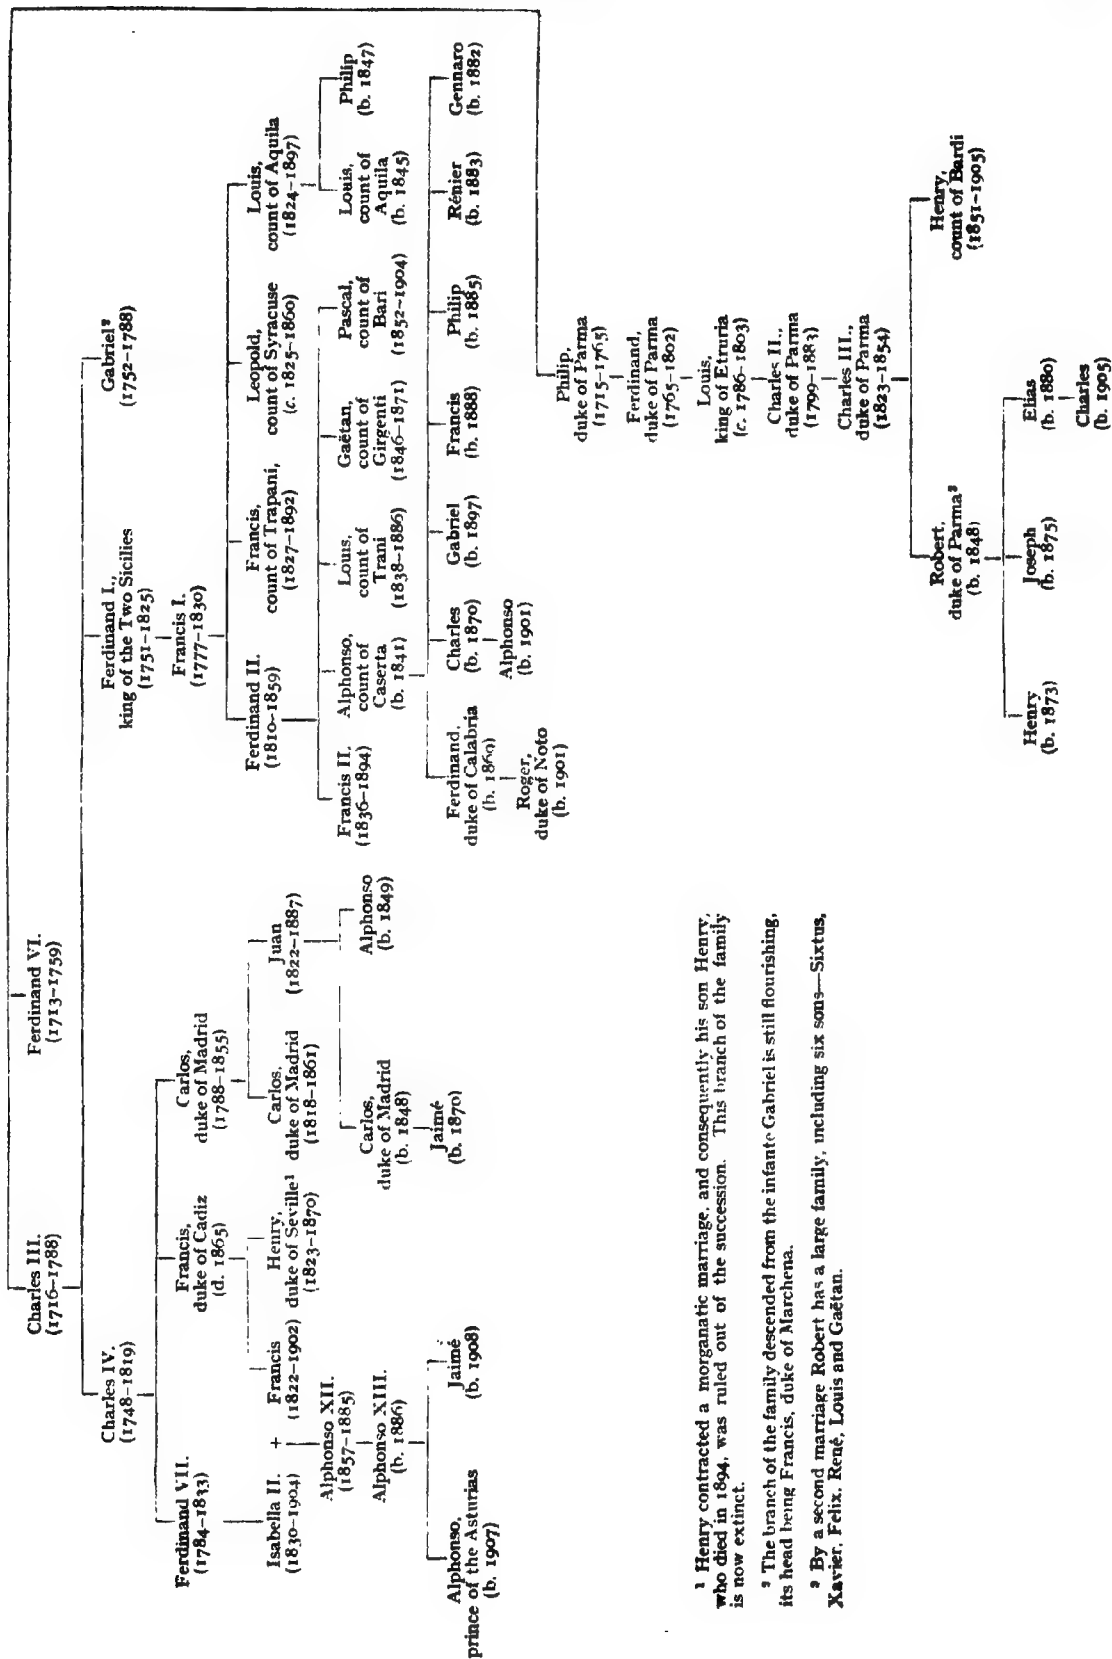 Charles III.
(1716-1788)
Ferdinand VI.
(1713-1759)
Charles IV.
(1748-1819)
Ferdinand I.,
king of the Two Sicilies
(1751-1825)
Gabriel²
(1752-1788)
Francis I.
(1777-1830)
Ferdinand VII.
(1784-1833)
Francis,
duke of Cadiz
(d. 1865)
Carlos,
duke of Madrid
(1788-1855)
Ferdinand II.
(1810-1859)
Francis,
count of Trapani,
(1827-1892)
Leopold,
count of Syracuse
(c. 1825-1860)
Louis,
count of Aquila
(1824-1897)
Isabella II.
(1830-1904)
+
Francis
(1822-1902)
Henry,
duke of Seville¹
(1823-1870)
Carlos,
duke of Madrid
(1818-1861)
Juan
(1822-1887)
Francis II.
(1836-1894)
Alphonso,
count of
Caserta
(b. 1841)
Louis,
count of
Trani
(1838-1886)
Gaëtan,
count of
Girgenti
(1846-1871)
Pascal,
count of
Bari
(1852-1904)
Louis,
count of
Aquila
(b. 1845)
Philip
(b. 1847)
Alphonso XII.
(1857-1885)
Alphonso XIII.
(b. 1886)
Carlos,
duke of Madrid
(b. 1848)
Alphonso
(b. 1849)
Jaimé
(b. 1870)
Alphonso,
prince of the Asturias
(b. 1907)
Jaimé
(b. 1908)
Ferdinand,
duke of Calabria
(b. 1869)
Charles
(b. 1870)
Gabriel
(b. 1897)
Francis
(b. 1888)
Philip
(b. 1885)
Rénier
(b. 1883)
Gennaro
(b. 1882)
Roger,
duke of Noto
(b. 1901)
Alphonso
(b. 1901)
Philip,
duke of Parma
(1715-1765)
Ferdinand,
duke of Parma
(1765-1802)
Louis,
king of Etruria
(c. 1786-1803)
Charles II.,
duke of Parma
(1799-1883)
Charles III.,
duke of Parma
(1823-1854)
Robert,
duke of Parma³
(b. 1848)
Henry,
count of Bardi
(1851-1905)
Henry
(b. 1873)
Joseph
(b. 1875)
Elias
(b. 1880)
Charles
(b. 1905)
¹ Henry contracted a morganatic marriage, and consequently his son Henry,
who died in 1894, was ruled out of the succession. This branch of the family
is now extinct.
² The branch of the family descended from the infante Gabriel is still flourishing,
its head being Francis, duke of Marchena.
³ By a second marriage Robert has a large family, including six sons—Sixtus,
Xavier, Felix, René, Louis and Gaëtan.